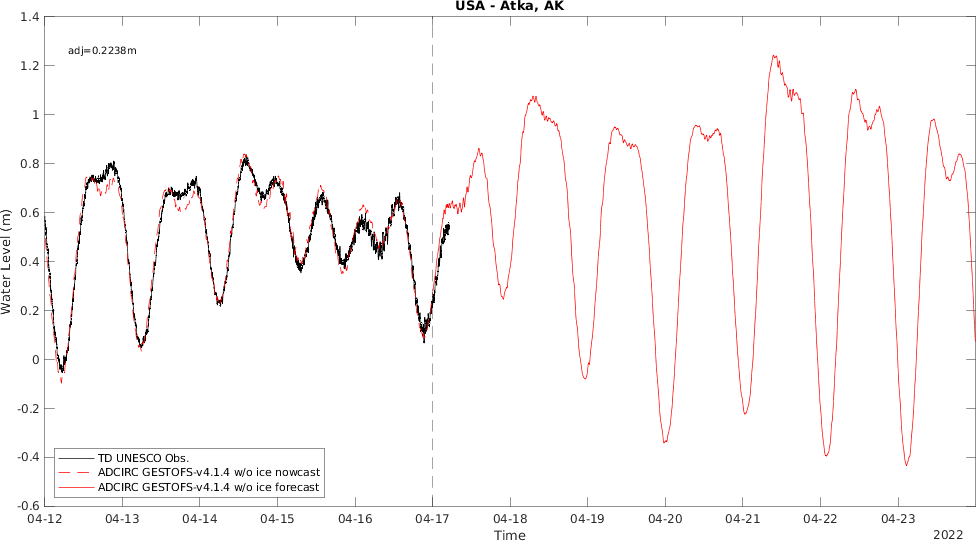 USA - Atka, AK
adj=0.2238m
1.4
1.2
1
0.8
0.6
0.4
0.2
0
-0.2
-0.4
-0.6
Water Level (m)
TD UNESCO Obs.
ADCIRC GESTOFS-v4.1.4 w/o ice nowcast
ADCIRC GESTOFS-v4.1.4 w/o ice forecast
04-12 04-13 04-14 04-15 04-16 04-17 04-18 04-19 04-20 04-21 04-22 04-23
Time
2022